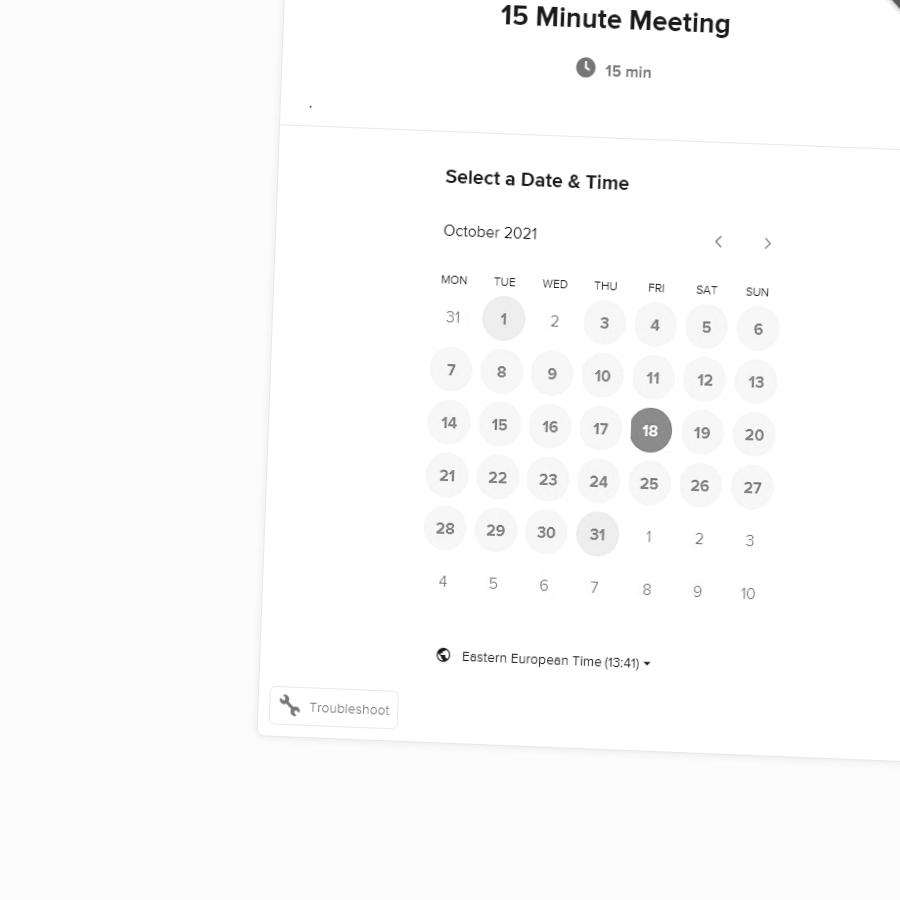 15 Minute Meeting
15 min
.
Select a Date & Time
October 2021
MON TUE WED THU FRI SAT SUN
31 1 2 3 4 5 6
7 8 9 10 11 12 13
14 15 16 17 18 19 20
21 22 23 24 25 26 27
28 29 30 31 1 2 3
4 5 6 7 8 9 10
Eastern European Time (13:41)
Troubleshoot